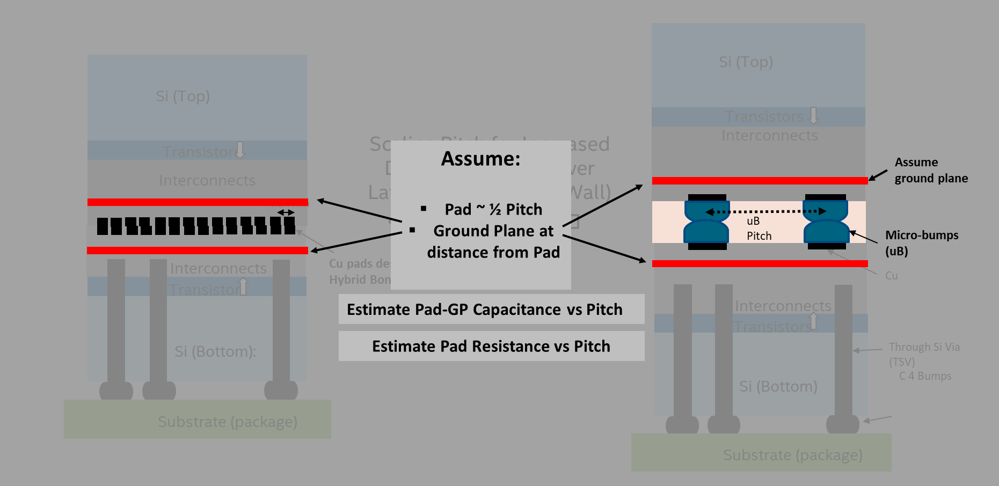 Si (Top)
Transistor
Interconnects
Interconnects
Transistor
Si (Bottom):
Substrate (package)
Cu pads
Hybrid
Assume:
▪ Pad ~ ½ Pitch
▪ Ground Plane at
distance from Pad
Estimate Pad-GP Capacitance vs Pitch
Estimate Pad Resistance vs Pitch
Si (Top)
Transistors
Interconnects
Assume
ground plane
uB
Pitch
Micro-bumps
(uB)
Cu
Interconnects
Transistors
Through Si Via
(TSV)
C 4 Bumps
Si (Bottom)
Substrate (package)